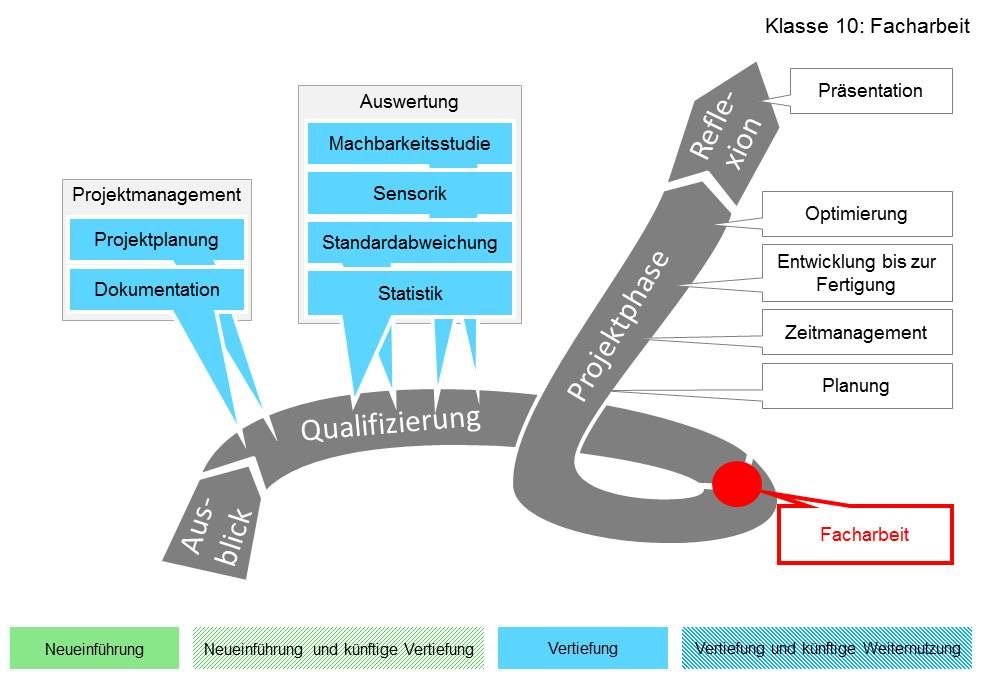 Klasse 10: Facharbeit
Präsentation
Refle-
xion
Auswertung
Machbarkeitsstudie
Sensorik
Standardabweichung
Statistik
Projektmanagement
Projektplanung
Dokumentation
Optimierung
Entwicklung bis zur
Fertigung
Zeitmanagement
Planung
Projektphase
Qualifizierung
Aus-
blick
Facharbeit
Neueinführung
Neueinführung und künftige Vertiefung
Vertiefung
Vertiefung und künftige Weiternutzung